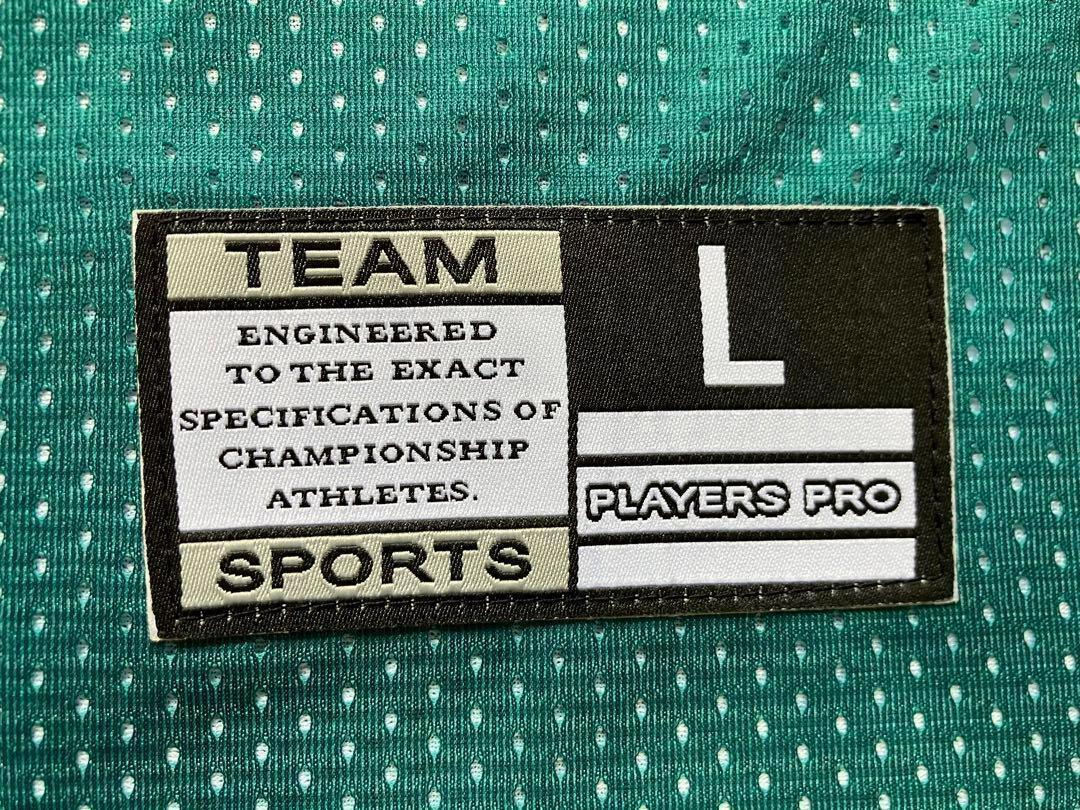 TEAM
ENGINEERED
TO THE EXACT
SPECIFICATIONS OF
CHAMPIONSHIP
ATHLETES.
SPORTS
L
PLAYERS PRO